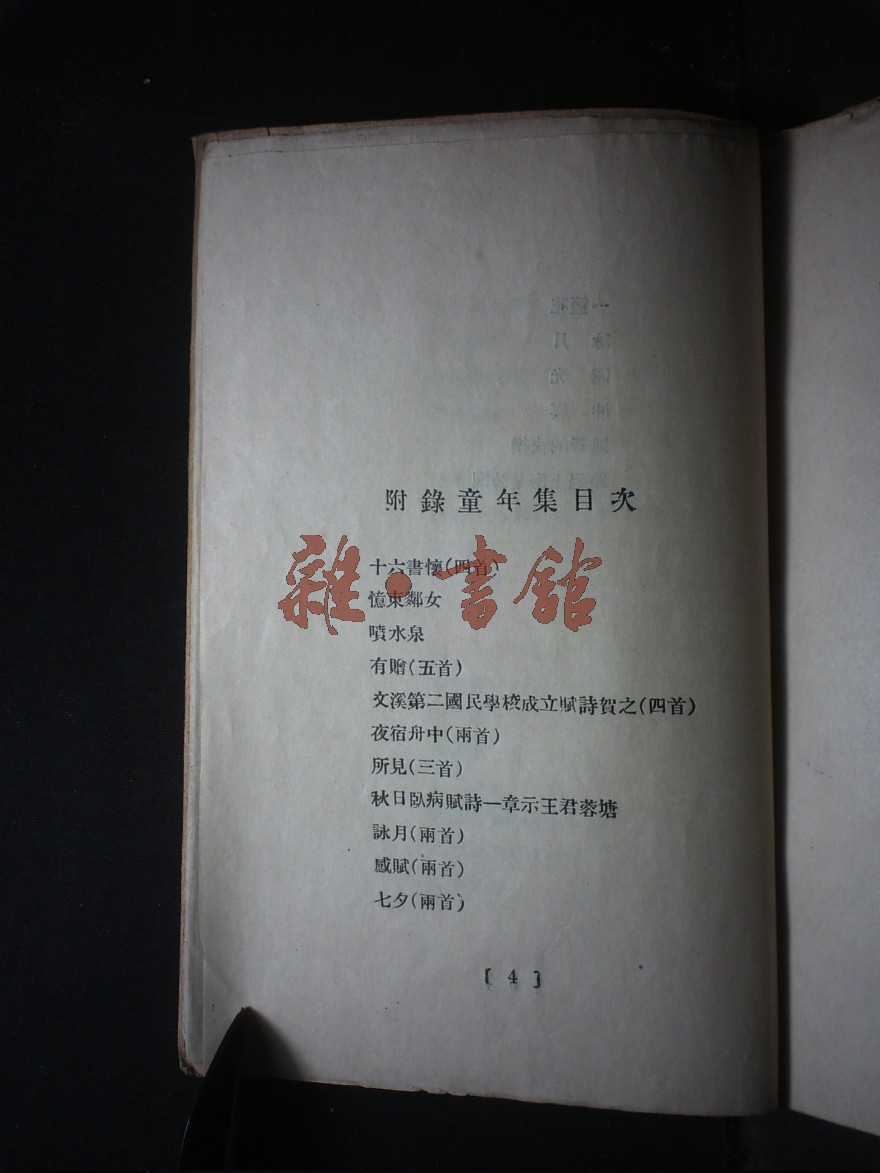 附錄童年集目次
十六書懷(四首)
憶東鄰女
噴水泉
有贈(五首)
文溪第二國民學校成立賦詩賀之(四首)
夜宿舟中(兩首)
所見(三首)
秋日臥病賦詩一章示王君蓉塘
詠月(兩首)
感賦(兩首)
七夕(兩首)
[4]
雜·書館